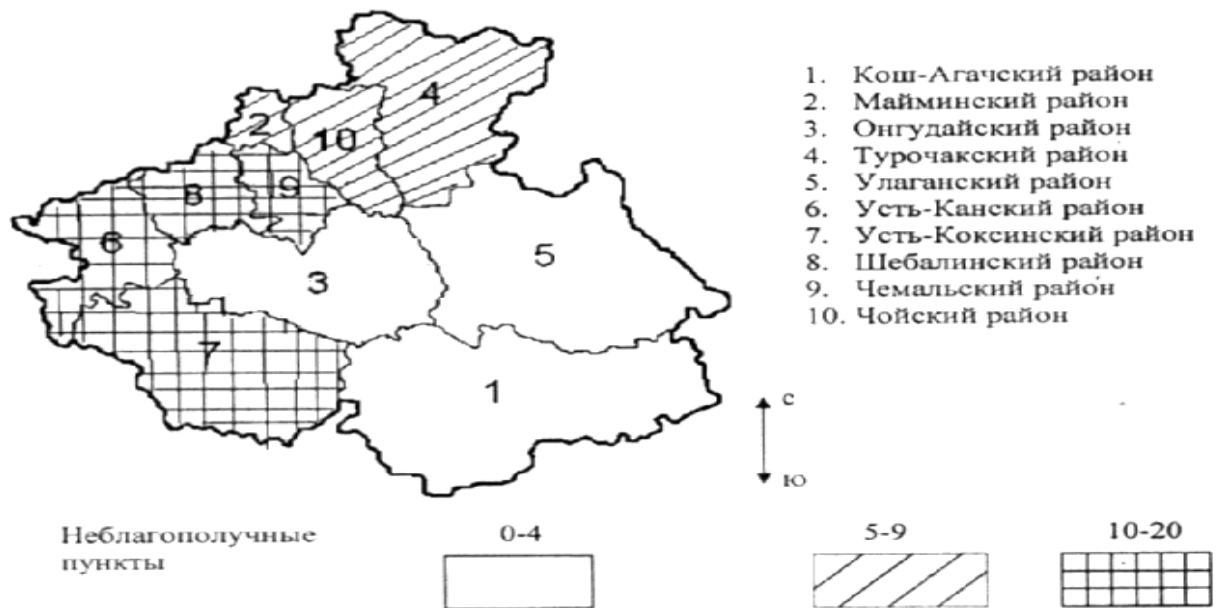 1. Кош-Агачский район
2. Майминский район
3. Онгудайский район
4. Турочакский район
5. Улаганский район
6. Усть-Канский район
7. Усть-Коксинский район
8. Шебалинский район
9. Чемальский район
10. Чойский район
4
2
10
8
9
6
5
3
7
1
с
ю
Неблагополучные
пункты
0-4
5-9
10-20